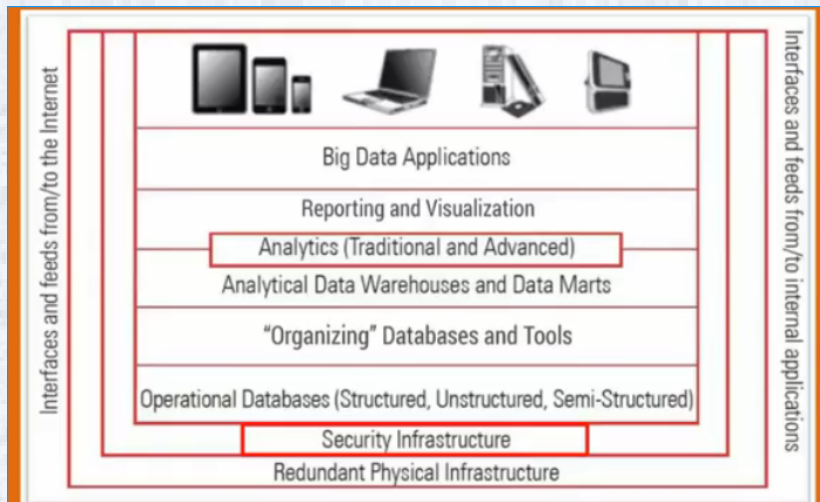 Interfaces and feeds from/to the Internet
Big Data Applications
Reporting and Visualization
Analytics (Traditional and Advanced)
Analytical Data Warehouses and Data Marts
“Organizing” Databases and Tools
Operational Databases (Structured, Unstructured, Semi-Structured)
Security Infrastructure
Redundant Physical Infrastructure
Interfaces and feeds from/to internal applications